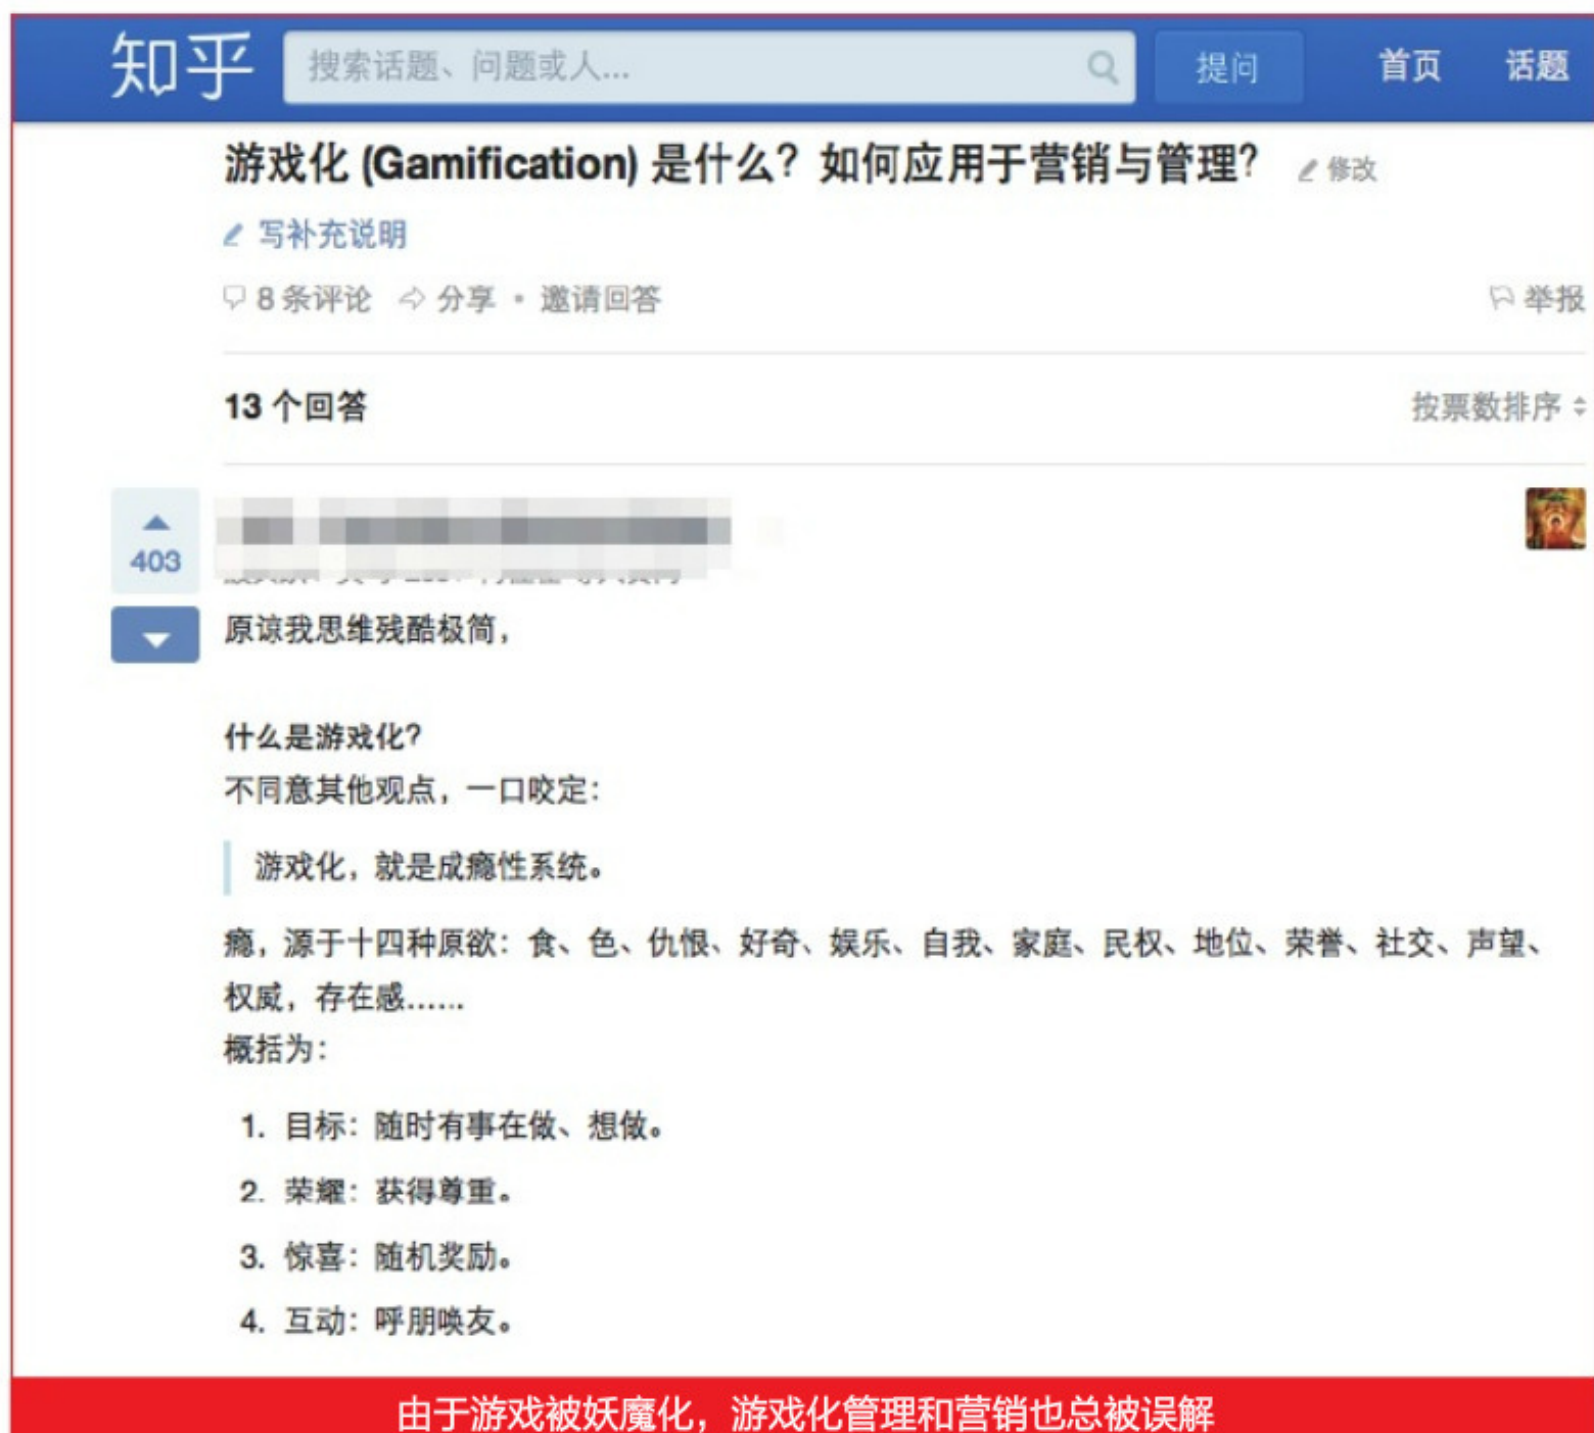 知乎 搜索话题、问题或人... 提问 首页 话题
游戏化 (Gamification) 是什么？如何应用于营销与管理？ 修改
写补充说明
8 条评论 分享 • 邀请回答 举报
13 个回答 按票数排序
403
原谅我思维残酷极简，
什么是游戏化？
不同意其他观点，一口咬定：
游戏化，就是成瘾性系统。
瘾，源于十四种原欲：食、色、仇恨、好奇、娱乐、自我、家庭、民权、地位、荣誉、社交、声望、
权威，存在感......
概括为：
1. 目标：随时有事在做、想做。
2. 荣耀：获得尊重。
3. 惊喜：随机奖励。
4. 互动：呼朋唤友。
由于游戏被妖魔化，游戏化管理和营销也总被误解